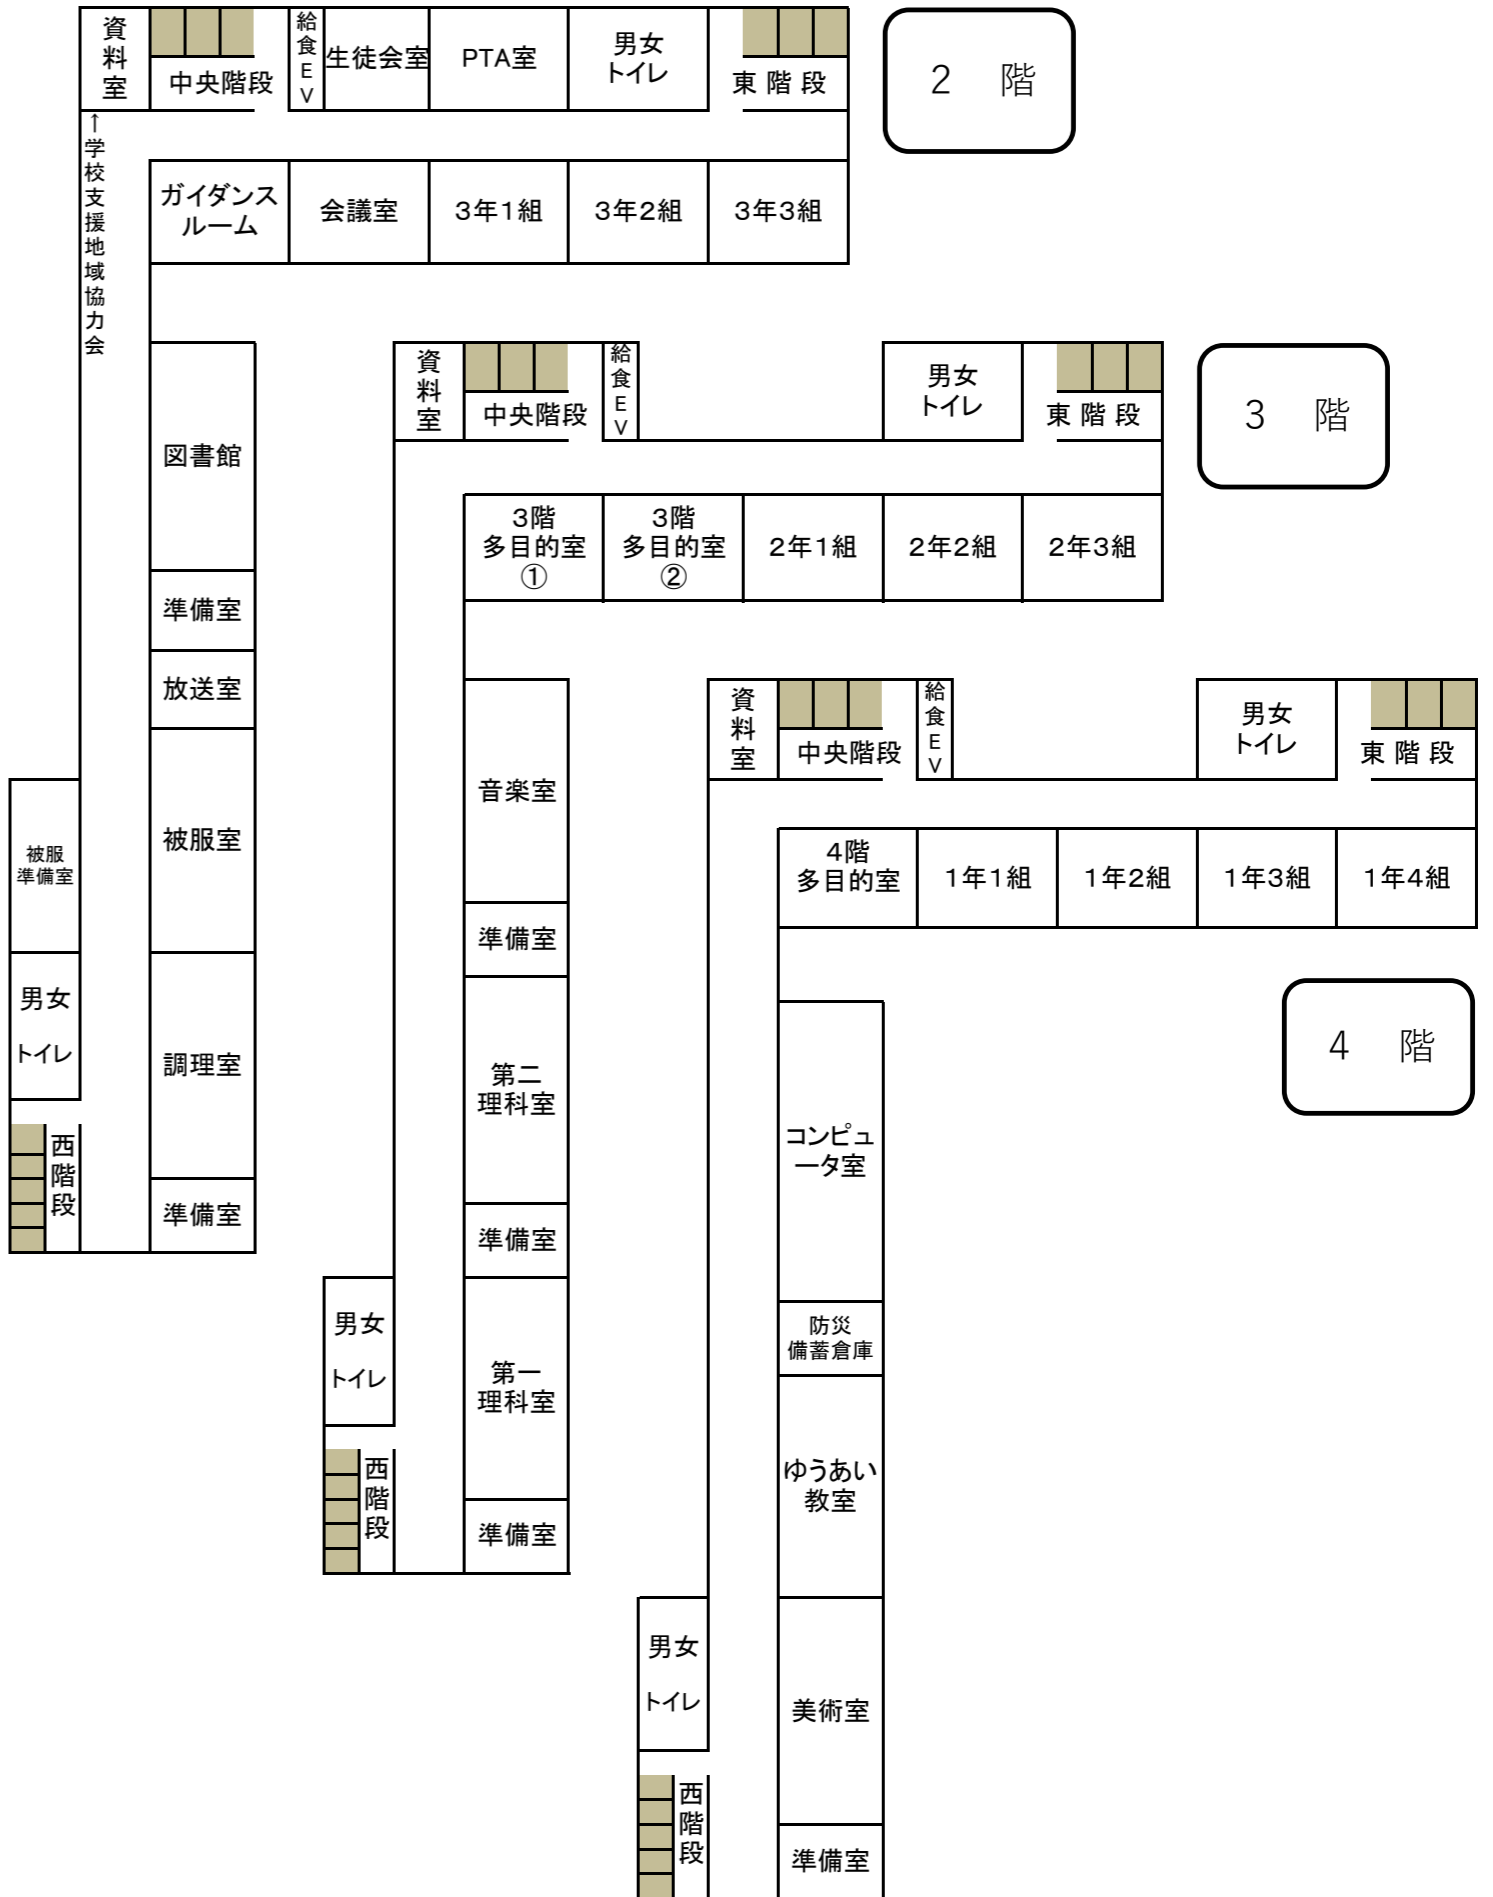 資料室
中央階段
給食EV
生徒会室
PTA室
男女
トイレ
東階段
2 階
↑学校支援地域協力会
ガイダンス
ルーム
会議室
3年1組
3年2組
3年3組
図書館
準備室
放送室
被服室
被服
準備室
男女
トイレ
調理室
西階段
準備室
資料室
中央階段
給食EV
男女
トイレ
東階段
3 階
3階
多目的室
①
3階
多目的室
②
2年1組
2年2組
2年3組
音楽室
準備室
第二
理科室
準備室
男女
トイレ
第一
理科室
西階段
準備室
資料室
中央階段
給食EV
男女
トイレ
東階段
4階
多目的室
1年1組
1年2組
1年3組
1年4組
4 階
コンピュ
ータ室
防災
備蓄倉庫
ゆうあい
教室
男女
トイレ
美術室
西階段
準備室